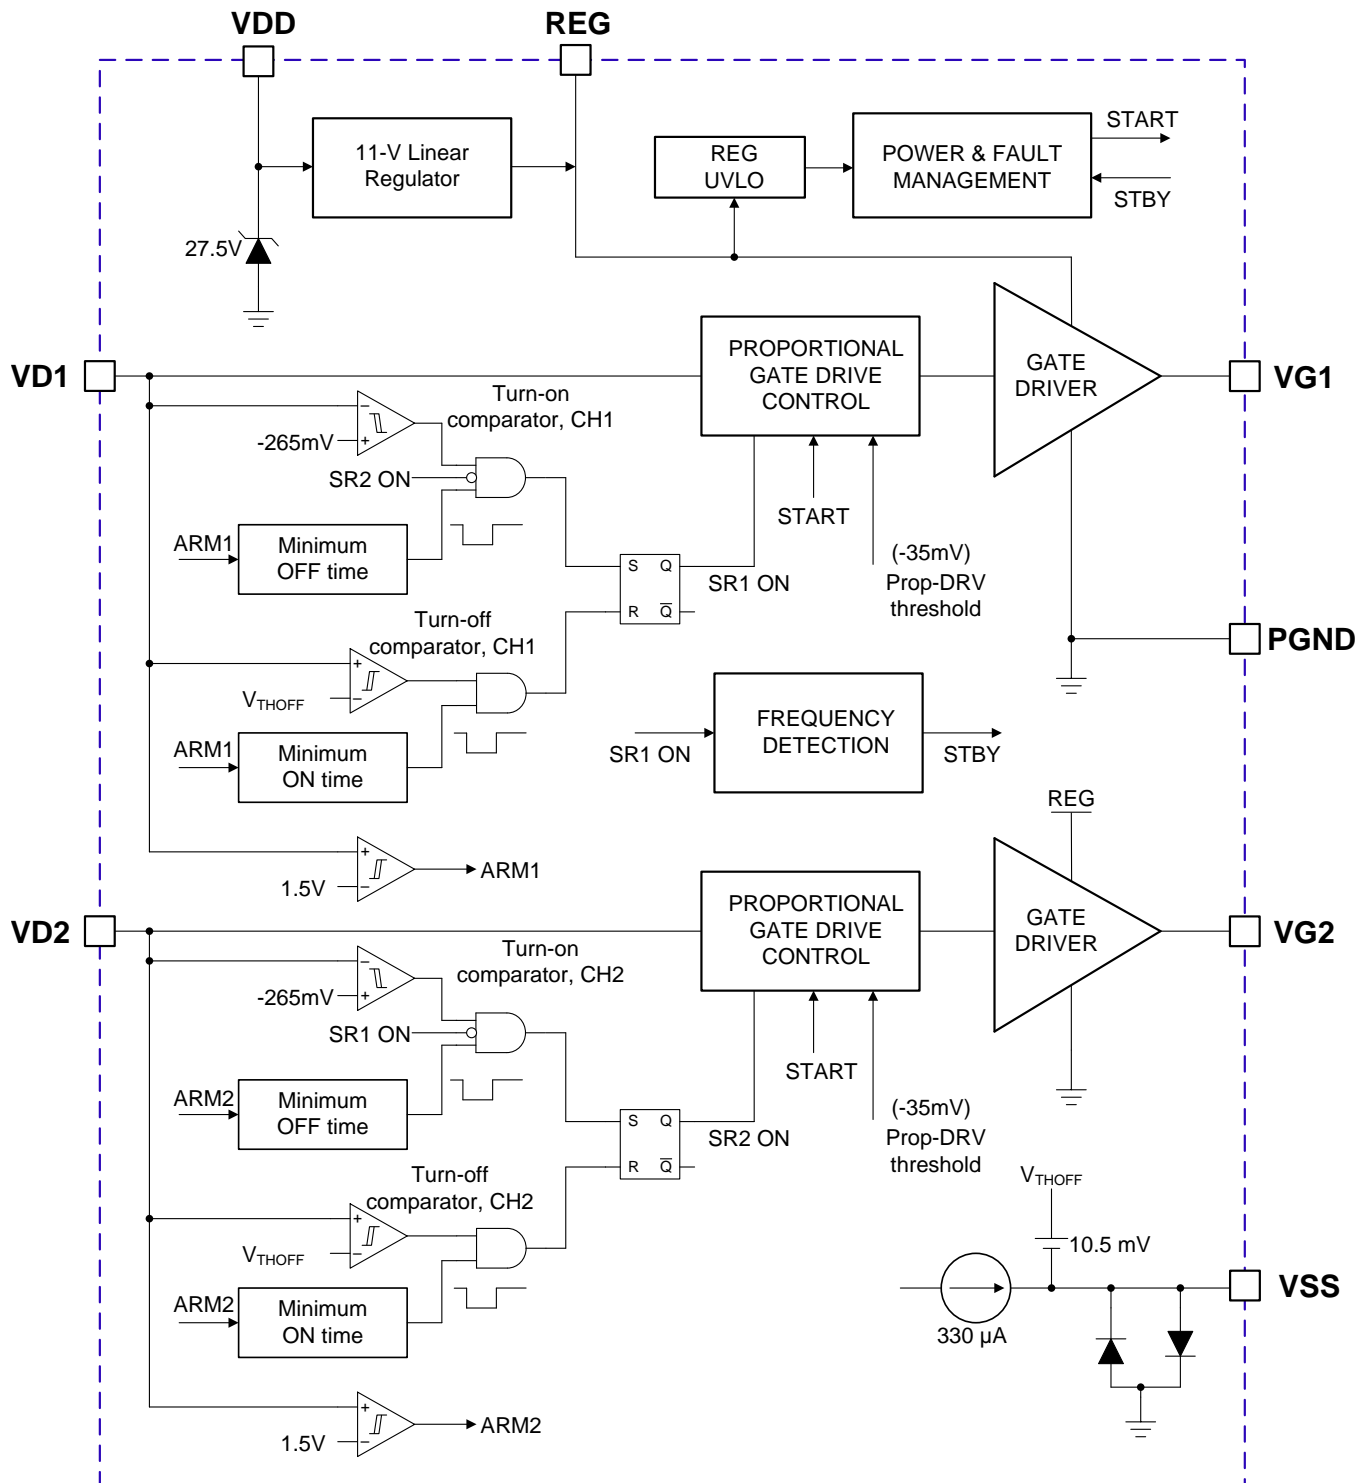 VDD
REG
11-V Linear
Regulator
REG
UVLO
POWER & FAULT
MANAGEMENT
START
STBY
27.5V
VD1
PROPORTIONAL
GATE DRIVE
CONTROL
GATE
DRIVER
VG1
Turn-on
comparator, CH1
−
+
-265mV
SR2 ON
START
ARM1
Minimum
OFF time
(-35mV)
Prop-DRV
threshold
S Q
R Q̅
SR1 ON
Turn-off
comparator, CH1
PGND
+
−
VTHOFF
ARM1
Minimum
ON time
SR1 ON
FREQUENCY
DETECTION
STBY
REG
+
−
1.5V
ARM1
VD2
PROPORTIONAL
GATE DRIVE
CONTROL
GATE
DRIVER
VG2
Turn-on
comparator, CH2
−
+
-265mV
SR1 ON
START
ARM2
Minimum
OFF time
(-35mV)
Prop-DRV
threshold
S Q
R Q̅
SR2 ON
Turn-off
comparator, CH2
+
−
VTHOFF
VTHOFF
10.5 mV
ARM2
Minimum
ON time
330 µA
VSS
+
−
1.5V
ARM2